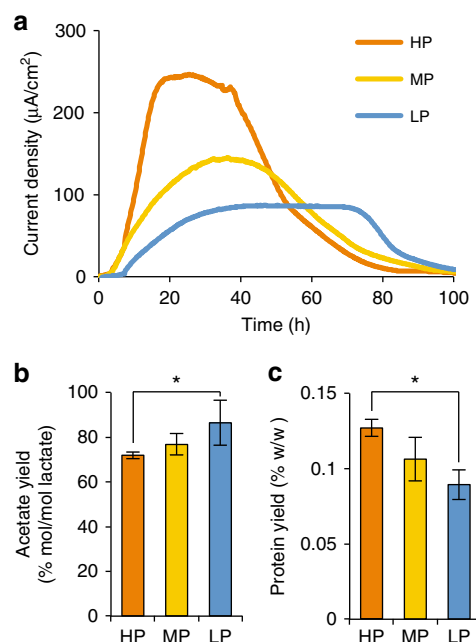 a
300
200
100
0
Current density (μA/cm²)
HP
MP
LP
0 20 40 60 80 100
Time (h)
b
*
100
80
60
40
20
0
Acetate yield
(% mol/mol lactate)
HP MP LP
c
*
0.15
0.1
0.05
0
Protein yield (% w/w )
HP MP LP